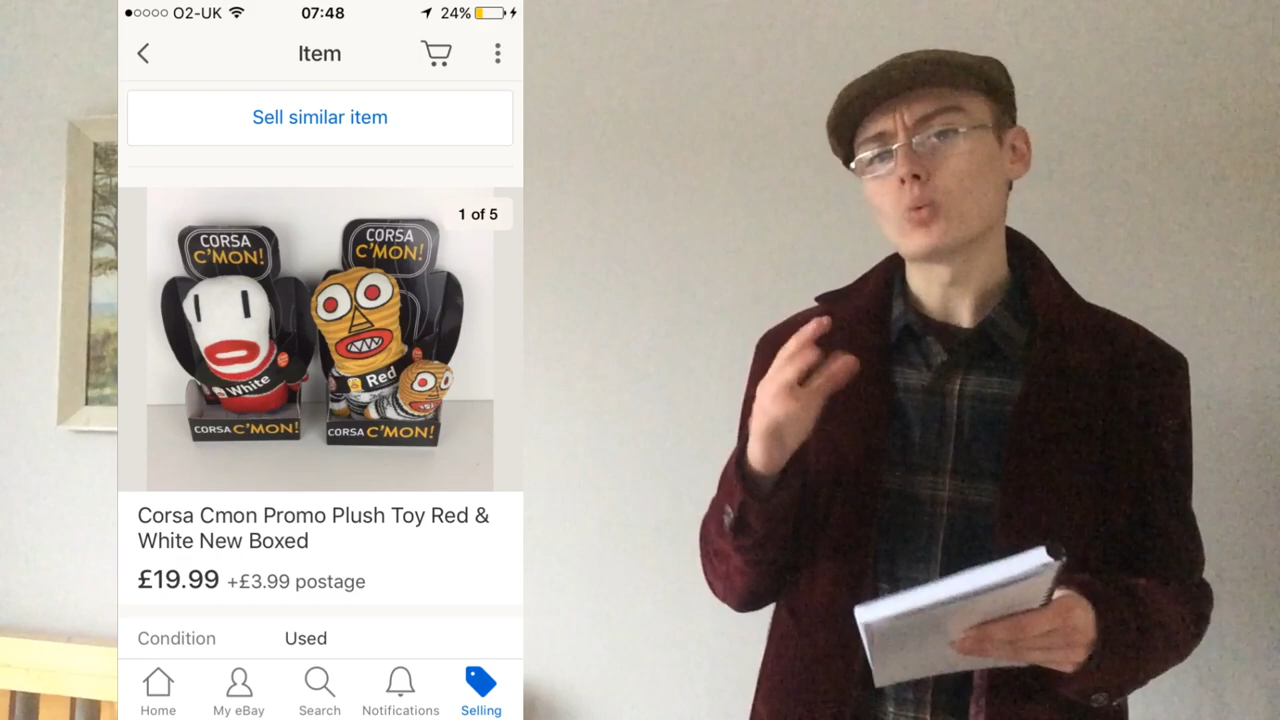 O2-UK 07:48 24%
Item
Sell similar item
1 of 5
CORSA
C'MON!
CORSA
C'MON!
White
Red
CORSA C'MON!
CORSA C'MON!
Corsa Cmon Promo Plush Toy Red &
White New Boxed
£19.99 +£3.99 postage
Condition Used
Home My eBay Search Notifications Selling